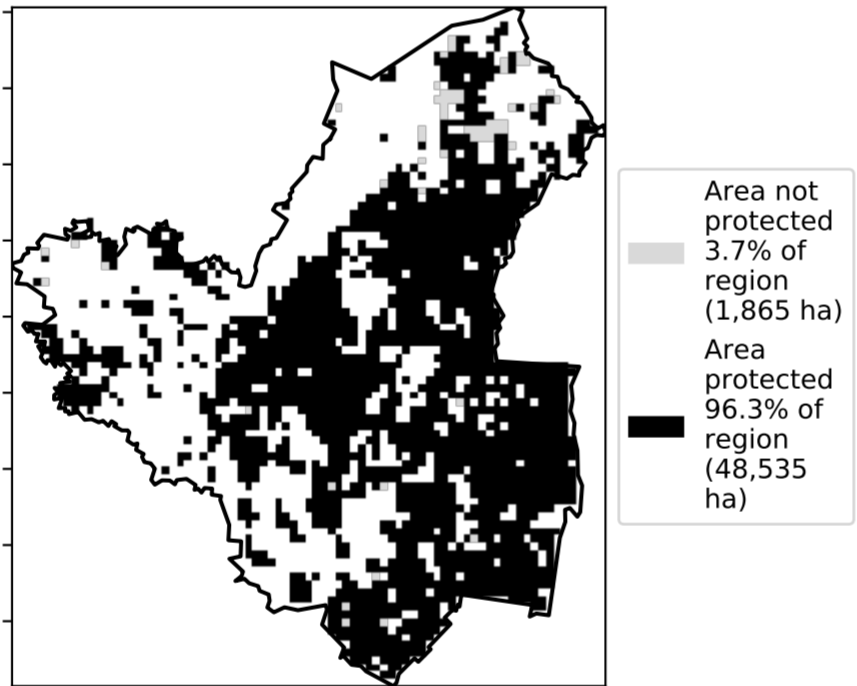 Area not
protected
3.7% of
region
(1,865 ha)
Area
protected
96.3% of
region
(48,535
ha)